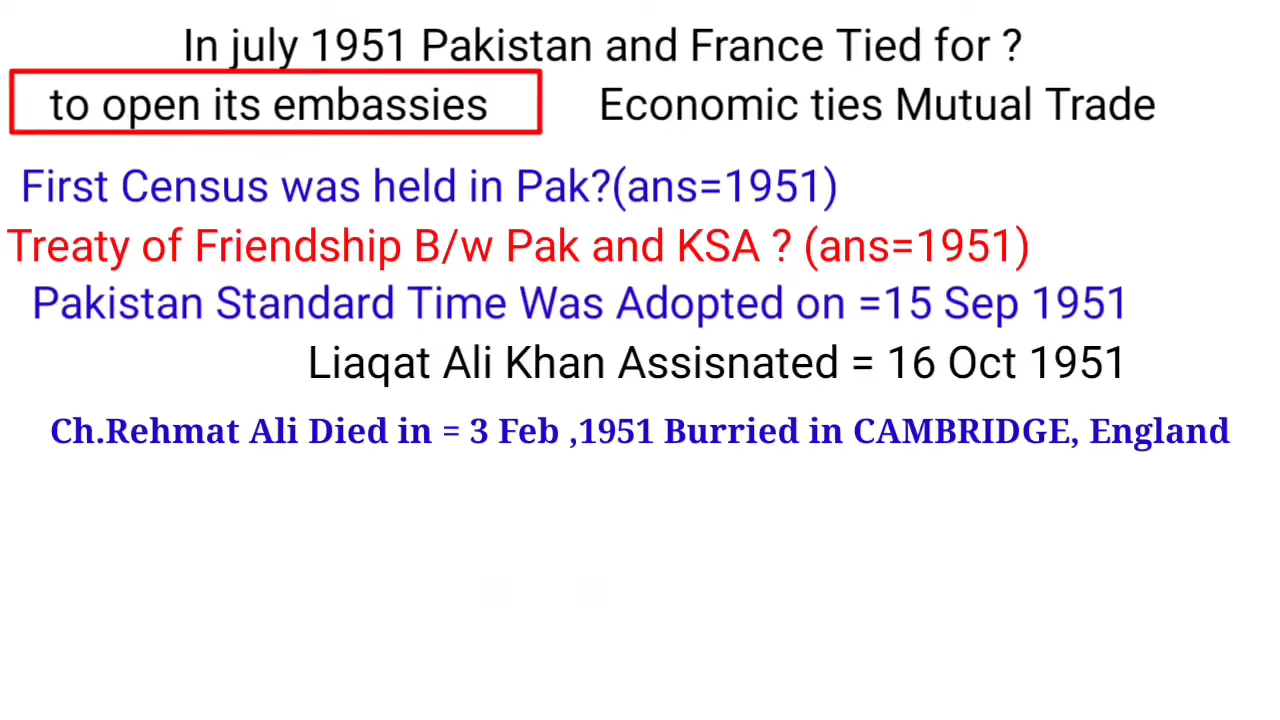 In july 1951 Pakistan and France Tied for ?
to open its embassies Economic ties Mutual Trade
First Census was held in Pak?(ans=1951)
Treaty of Friendship B/w Pak and KSA ? (ans=1951)
Pakistan Standard Time Was Adopted on =15 Sep 1951
Liaqat Ali Khan Assisnated = 16 Oct 1951
Ch.Rehmat Ali Died in = 3 Feb ,1951 Burried in CAMBRIDGE, England